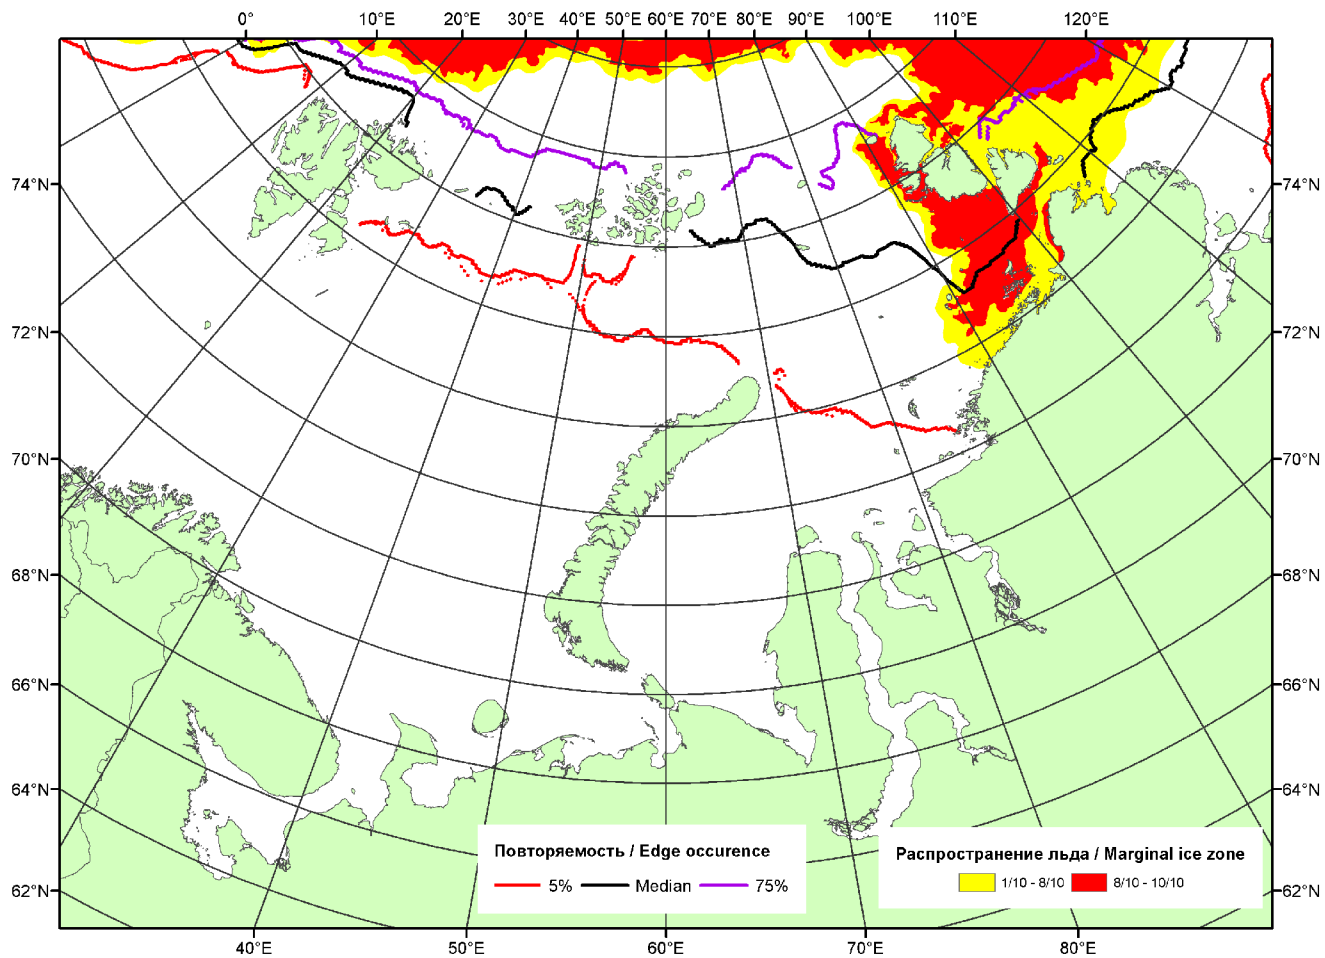 0° 10°E 20°E 30°E 40°E 50°E 60°E 70°E 80°E 90°E 100°E 110°E 120°E
74°N 74°N
72°N 72°N
70°N 70°N
68°N 68°N
66°N 66°N
64°N 64°N
62°N 62°N
Повторяемость / Edge occurence
5% Median 75%
Распространение льда / Marginal ice zone
1/10 - 8/10 8/10 - 10/10
40°E 50°E 60°E 70°E 80°E